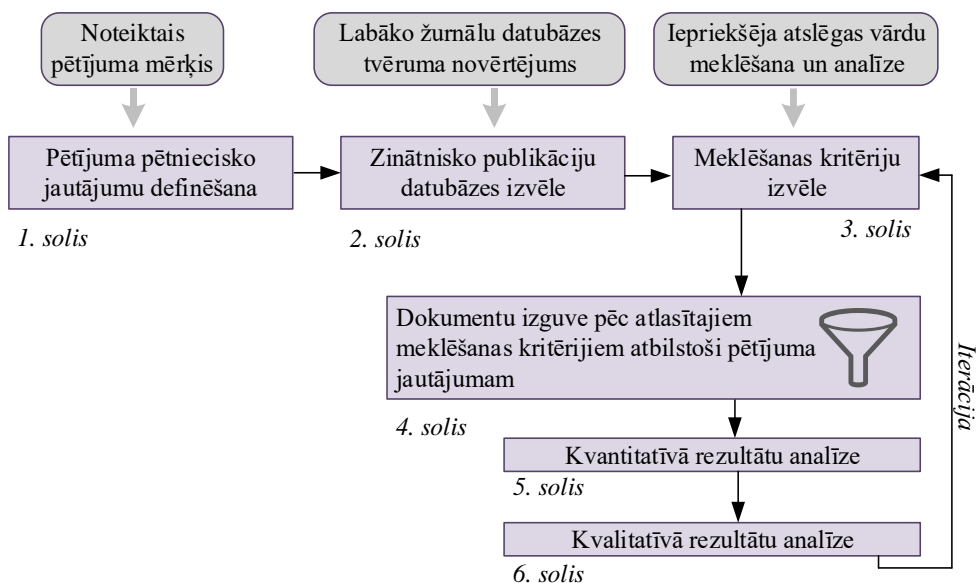 Noteiktais
pētījuma mērķis
Labāko žurnālu datubāzes
tvēruma novērtējums
Iepriekšēja atslēgas vārdu
meklēšana un analīze
Pētījuma pētniecisko
jautājumu definēšana
Zinātnisko publikāciju
datubāzes izvēle
Meklēšanas kritēriju
izvēle
1. solis
2. solis
3. solis
Dokumentu izguve pēc atlasītajiem
meklēšanas kritērijiem atbilstoši pētījuma
jautājumam
Iterācija
4. solis
Kvantitatīvā rezultātu analīze
5. solis
Kvalitatīvā rezultātu analīze
6. solis